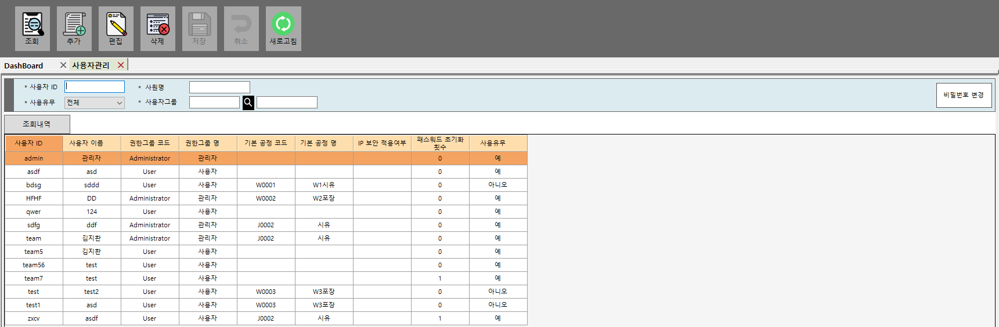 조회 추가 편집 삭제 저장 취소 새로고침
DashBoard 사용자관리
* 사용자 ID * 사원명
* 사용유무 전체 * 사용자그룹
비밀번호 변경
조회내역
사용자 ID 사용자 이름 권한그룹 코드 권한그룹 명 기본 공정 코드 기본 공정 명 IP 보안 적용여부 패스워드 초기화 횟수 사용유무
admin 관리자 Administrator 관리자 0 예
asdf asd User 사용자 0 예
bdsg sddd User 사용자 W0001 W1시유 0 아니오
HFHF DD Administrator 관리자 W0002 W2포장 0 예
qwer 124 User 사용자 0 예
sdfg ddf Administrator 관리자 J0002 시유 0 예
team 김지환 Administrator 관리자 J0002 시유 0 예
team5 김지환 User 사용자 0 예
team56 test User 사용자 0 예
team7 test User 사용자 1 예
test test2 User 사용자 W0003 W3포장 0 아니오
test1 asd User 사용자 W0003 W3포장 0 아니오
zxcv asdf User 사용자 J0002 시유 1 예